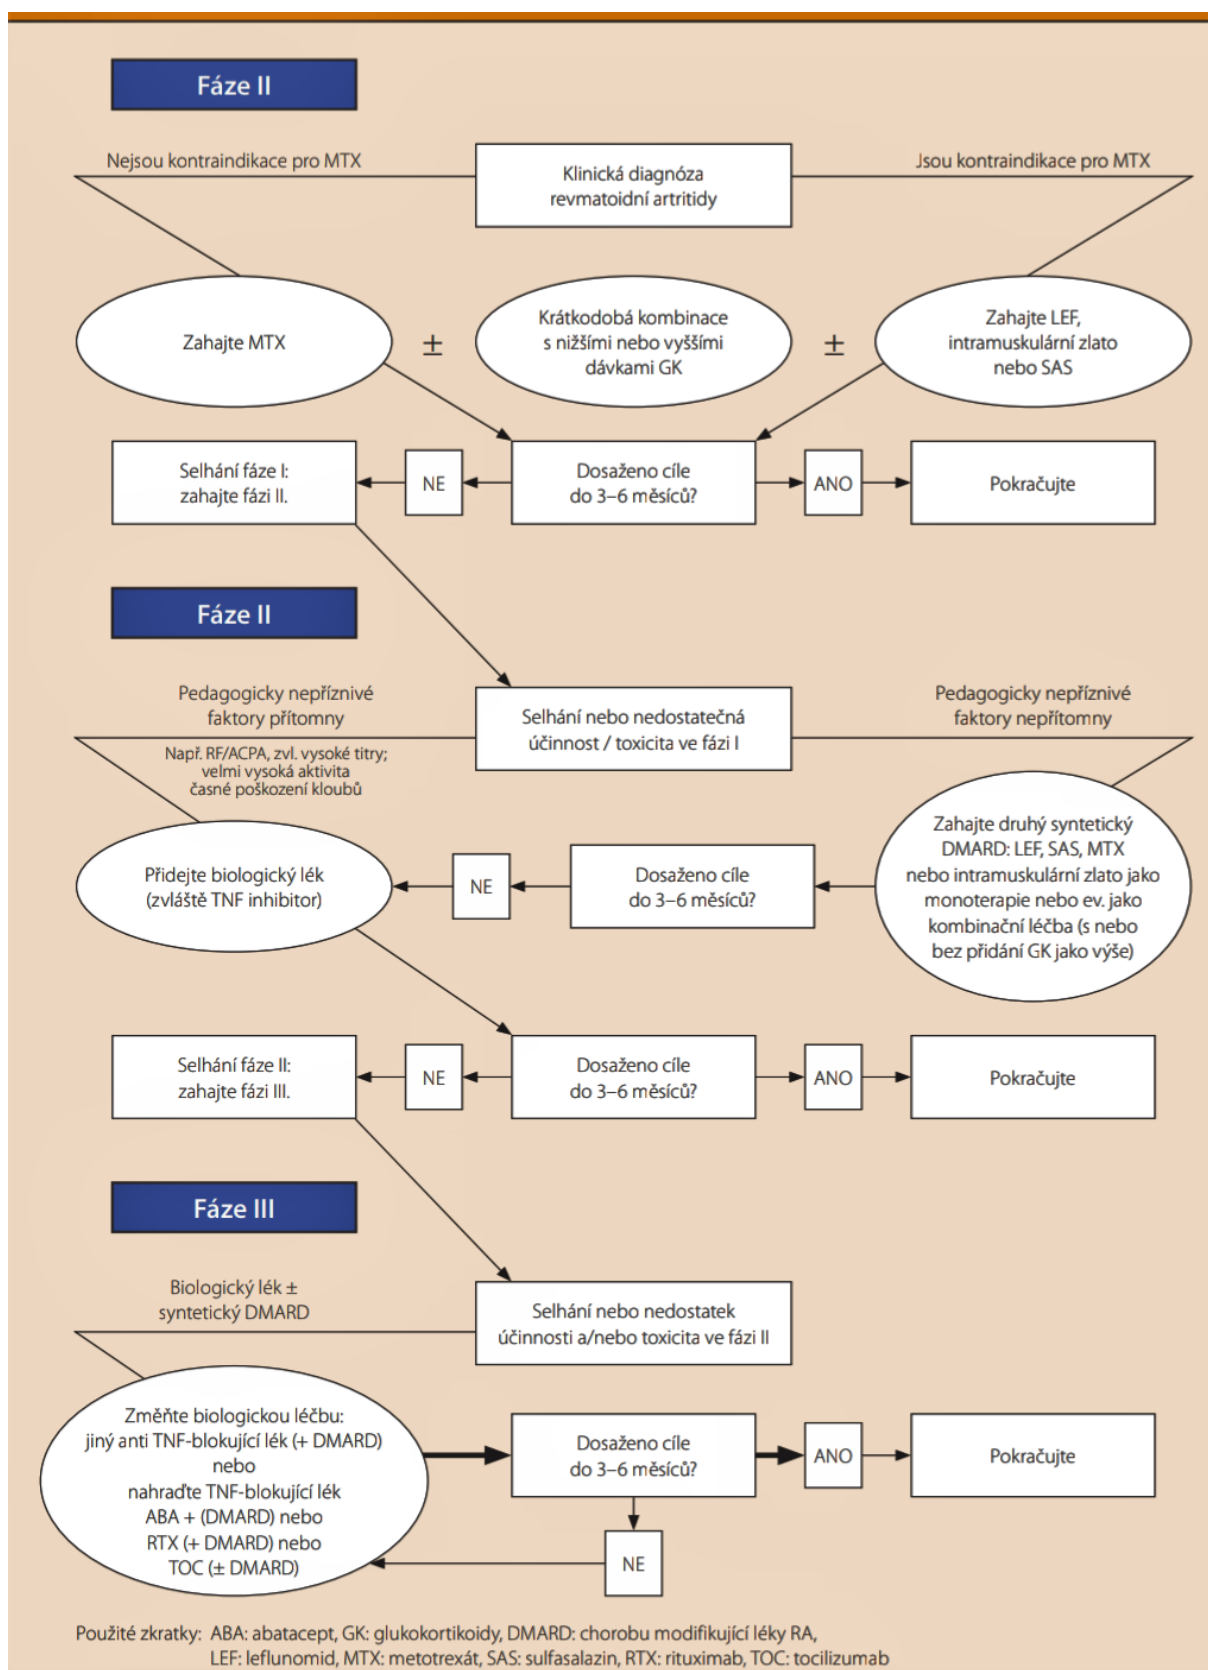 Fáze II
Nejsou kontraindikace pro MTX
Klinická diagnóza
revmatoidní artritidy
Jsou kontraindikace pro MTX
Zahajte MTX
±
Krátkodobá kombinace
s nižšími nebo vyššími
dávkami GK
±
Zahajte LEF,
intramuskulární zlato
nebo SAS
Selhání fáze I:
zahajte fázi II.
NE
Dosaženo cíle
do 3–6 měsíců?
ANO
Pokračujte
Fáze II
Pedagogicky nepříznivé
faktory přítomny
Např. RF/ACPA, zvl. vysoké titry;
velmi vysoká aktivita
časné poškození kloubů
Selhání nebo nedostatečná
účinnost / toxicita ve fázi I
Pedagogicky nepříznivé
faktory nepřítomny
Přidejte biologický lék
(zvláště TNF inhibitor)
NE
Dosaženo cíle
do 3–6 měsíců?
Zahajte druhý syntetický
DMARD: LEF, SAS, MTX
nebo intramuskulární zlato jako
monoterapie nebo ev. jako
kombinační léčba (s nebo
bez přidání GK jako výše)
Selhání fáze II:
zahajte fázi III.
NE
Dosaženo cíle
do 3–6 měsíců?
ANO
Pokračujte
Fáze III
Biologický lék ±
syntetický DMARD
Selhání nebo nedostatek
účinnosti a/nebo toxicita ve fázi II
Změňte biologickou léčbu:
jiný anti TNF-blokující lék (+ DMARD)
nebo
nahraďte TNF-blokující lék
ABA + (DMARD) nebo
RTX (+ DMARD) nebo
TOC (± DMARD)
Dosaženo cíle
do 3–6 měsíců?
ANO
Pokračujte
NE
Použité zkratky: ABA: abatacept, GK: glukokortikoidy, DMARD: chorobu modifikující léky RA,
LEF: leflunomid, MTX: metotrexát, SAS: sulfasalazin, RTX: rituximab, TOC: tocilizumab